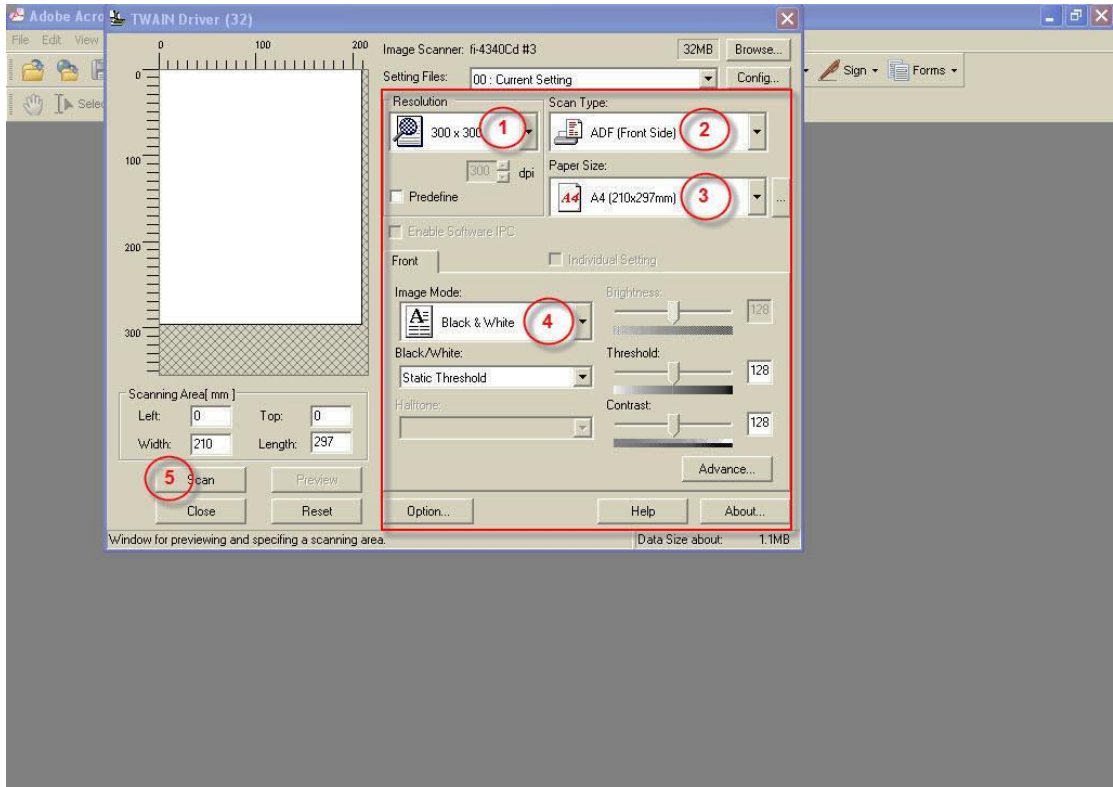 Adobe Acro
TWAIN Driver (32)
File Edit View
Sign
Forms
Selec
0 100 200
0
100
200
300
Image Scanner: fi-4340Cd #3
32MB
Browse...
Setting Files:
00 : Current Setting
Config...
Resolution
300 x 300
1
300 dpi
Predefine
Scan Type:
ADF (Front Side)
2
Paper Size:
A4
A4 (210x297mm)
3
...
Enable Software IPC
Front
Individual Setting
Image Mode:
Black & White
4
Brightness:
128
Black/White:
Static Threshold
Threshold:
128
Halftone:
Contrast:
128
Advance...
Scanning Area[ mm ]
Left: 0 Top: 0
Width: 210 Length: 297
5
Scan
Preview
Close
Reset
Option...
Help
About...
Window for previewing and specifing a scanning area.
Data Size about: 1.1MB